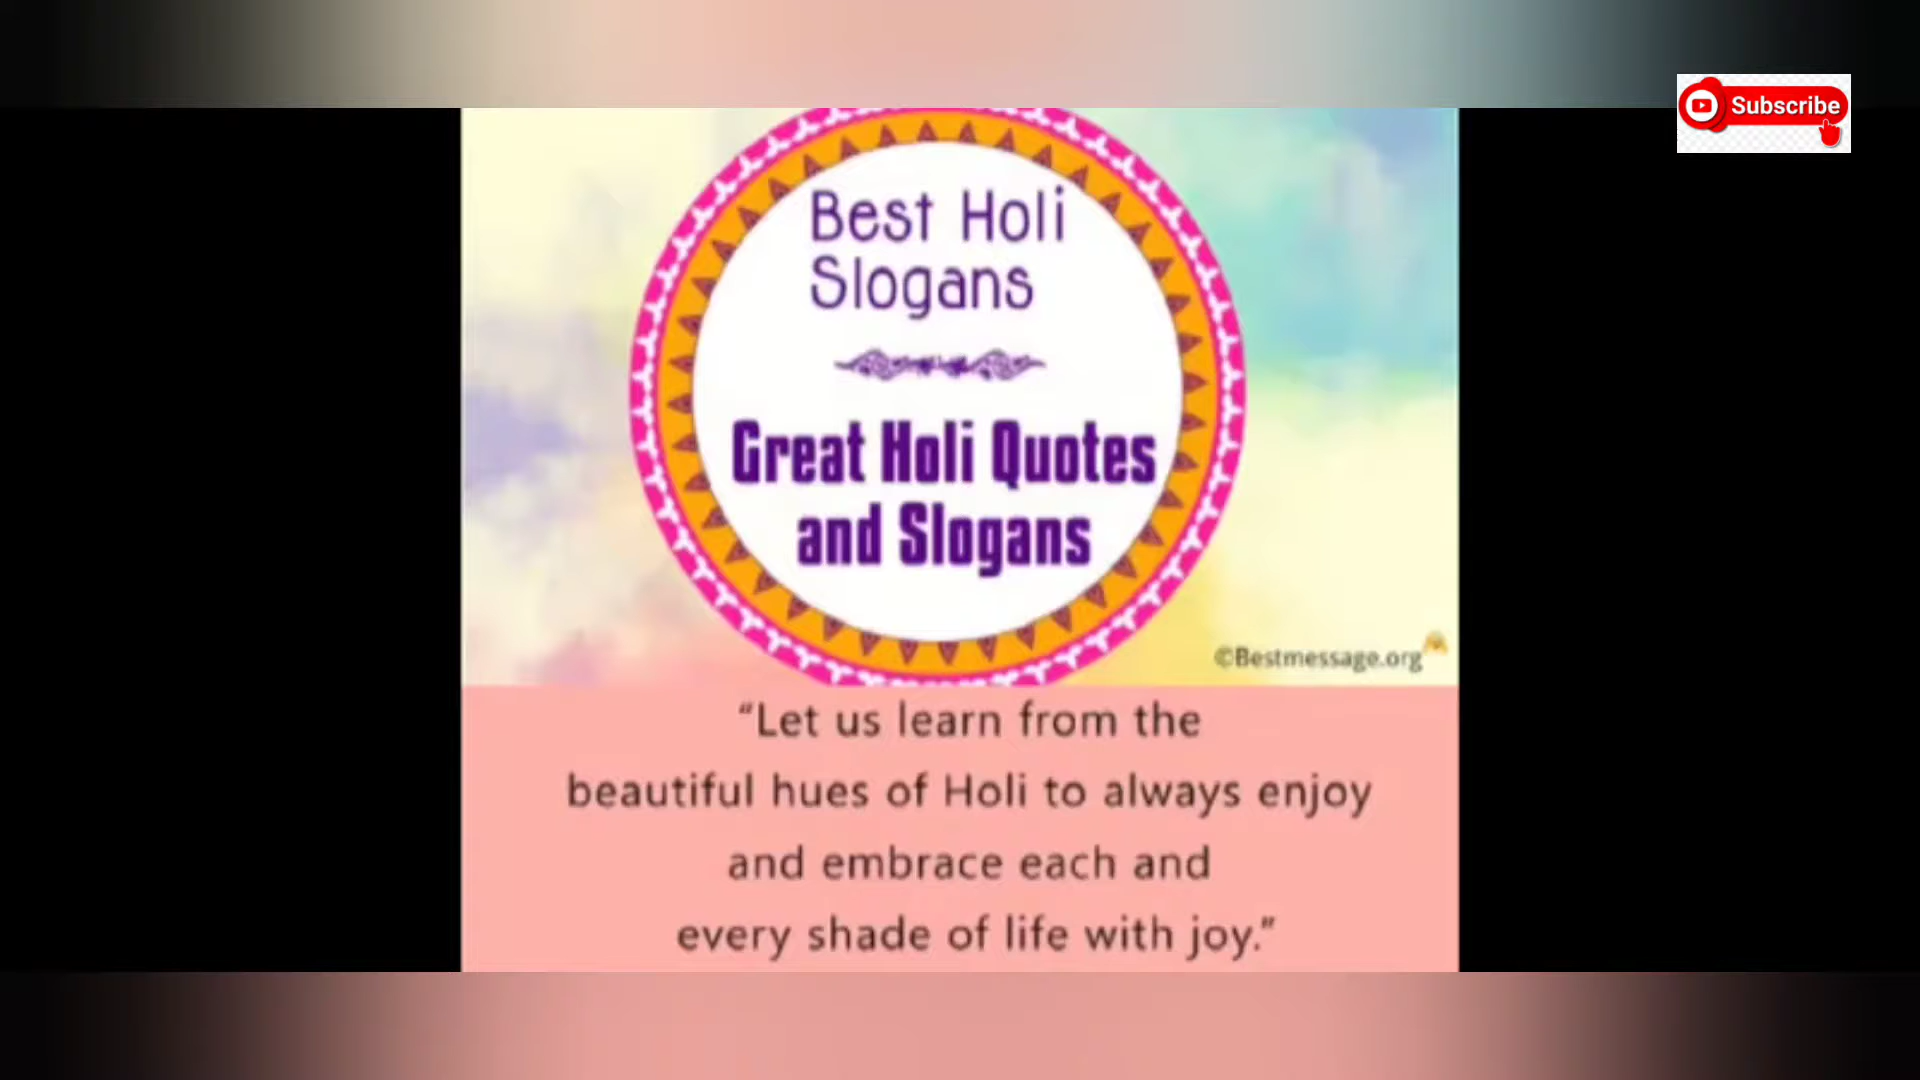 Subscribe
Best Holi
Slogans
Great Holi Quotes
and Slogans
©Bestmessage.org
“Let us learn from the
beautiful hues of Holi to always enjoy
and embrace each and
every shade of life with joy.”